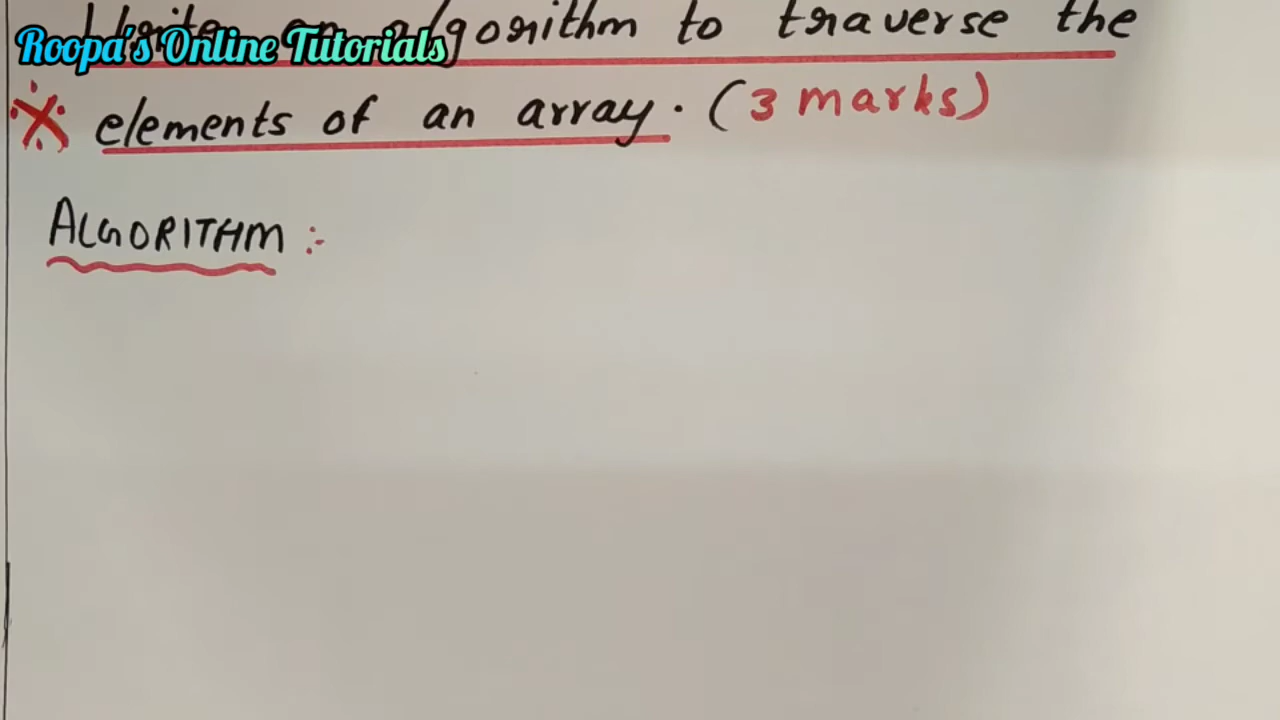 Roopa's Online Tutorials
algorithm to traverse the
elements of an array. (3 marks)
ALGORITHM :-